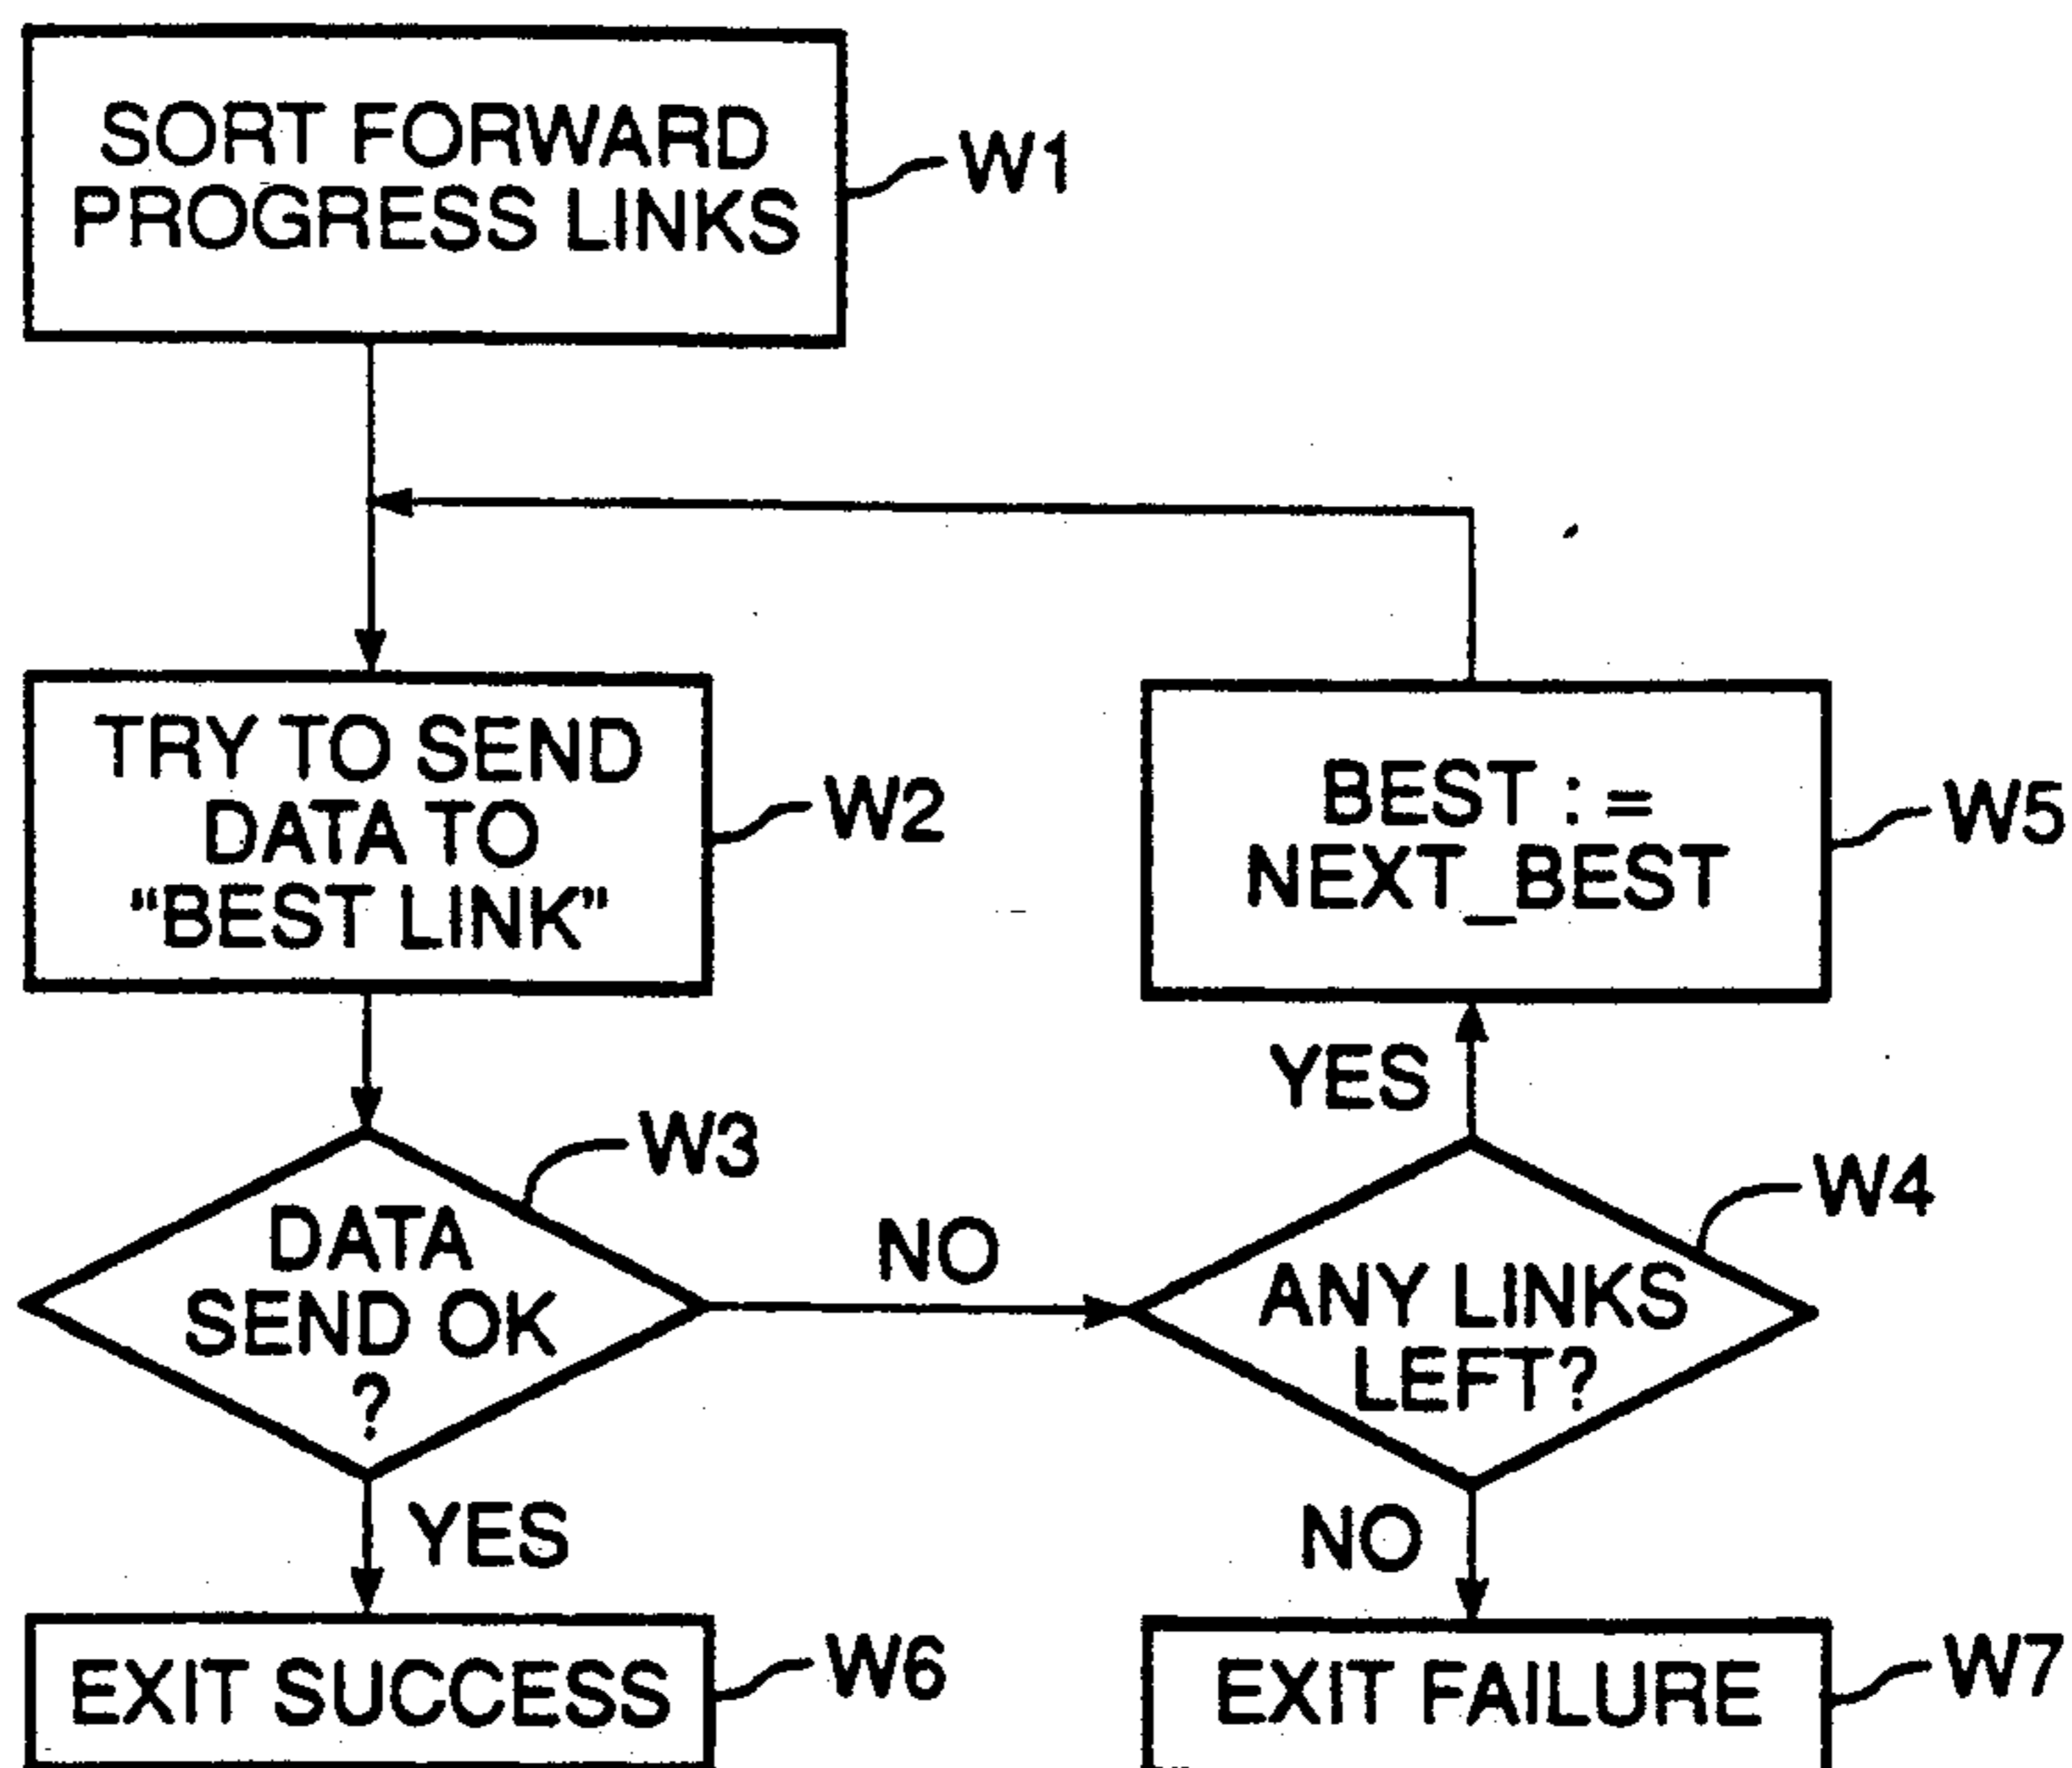 SORT FORWARD
PROGRESS LINKS
W1
TRY TO SEND
DATA TO
"BEST LINK"
W2
BEST : =
NEXT_BEST
W5
YES
DATA
SEND OK
?
W3
NO
ANY LINKS
LEFT?
W4
YES
NO
EXIT SUCCESS
W6
EXIT FAILURE
W7